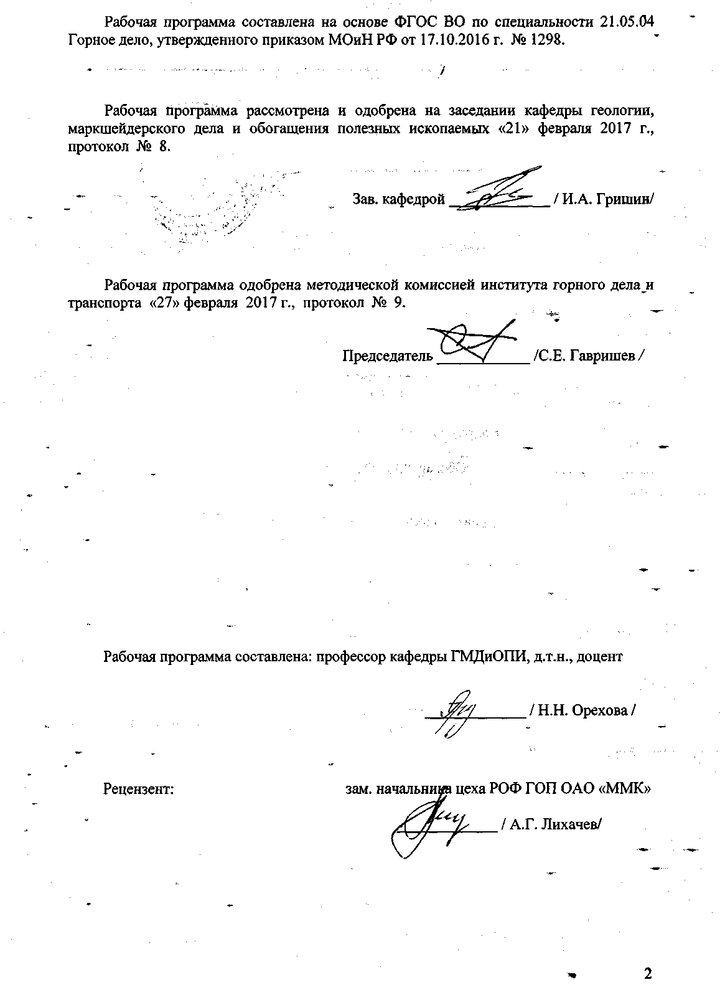 Рабочая программа составлена на основе ФГОС ВО по специальности 21.05.04
Горное дело, утвержденного приказом МОиН РФ от 17.10.2016 г. № 1298.
Рабочая программа рассмотрена и одобрена на заседании кафедры геологии,
маркшейдерского дела и обогащения полезных ископаемых «21» февраля 2017 г.,
протокол № 8.
Зав. кафедрой ____________ / И.А. Гришин/
Рабочая программа одобрена методической комиссией института горного дела и
транспорта «27» февраля 2017 г., протокол № 9.
Председатель ____________ /С.Е. Гавришев /
Рабочая программа составлена: профессор кафедры ГМДиОПИ, д.т.н., доцент
____________ / Н.Н. Орехова /
Рецензент: зам. начальника цеха РОФ ГОП ОАО «ММК»
____________ / А.Г. Лихачев/
2